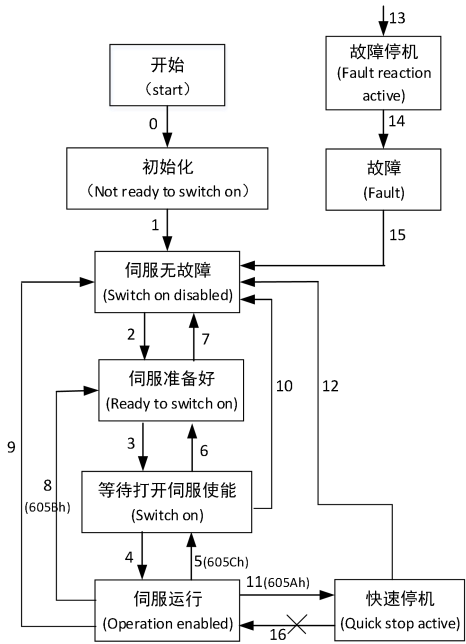 13
开始
（start）
故障停机
(Fault reaction
active)
0
14
初始化
（Not ready to switch on）
故障
(Fault)
1
15
伺服无故障
(Switch on disabled)
2
7
伺服准备好
(Ready to switch on)
10
12
9
8
(605Bh)
3
6
等待打开伺服使能
(Switch on)
4
5(605Ch)
伺服运行
(Operation enabled)
11(605Ah)
16
快速停机
(Quick stop active)